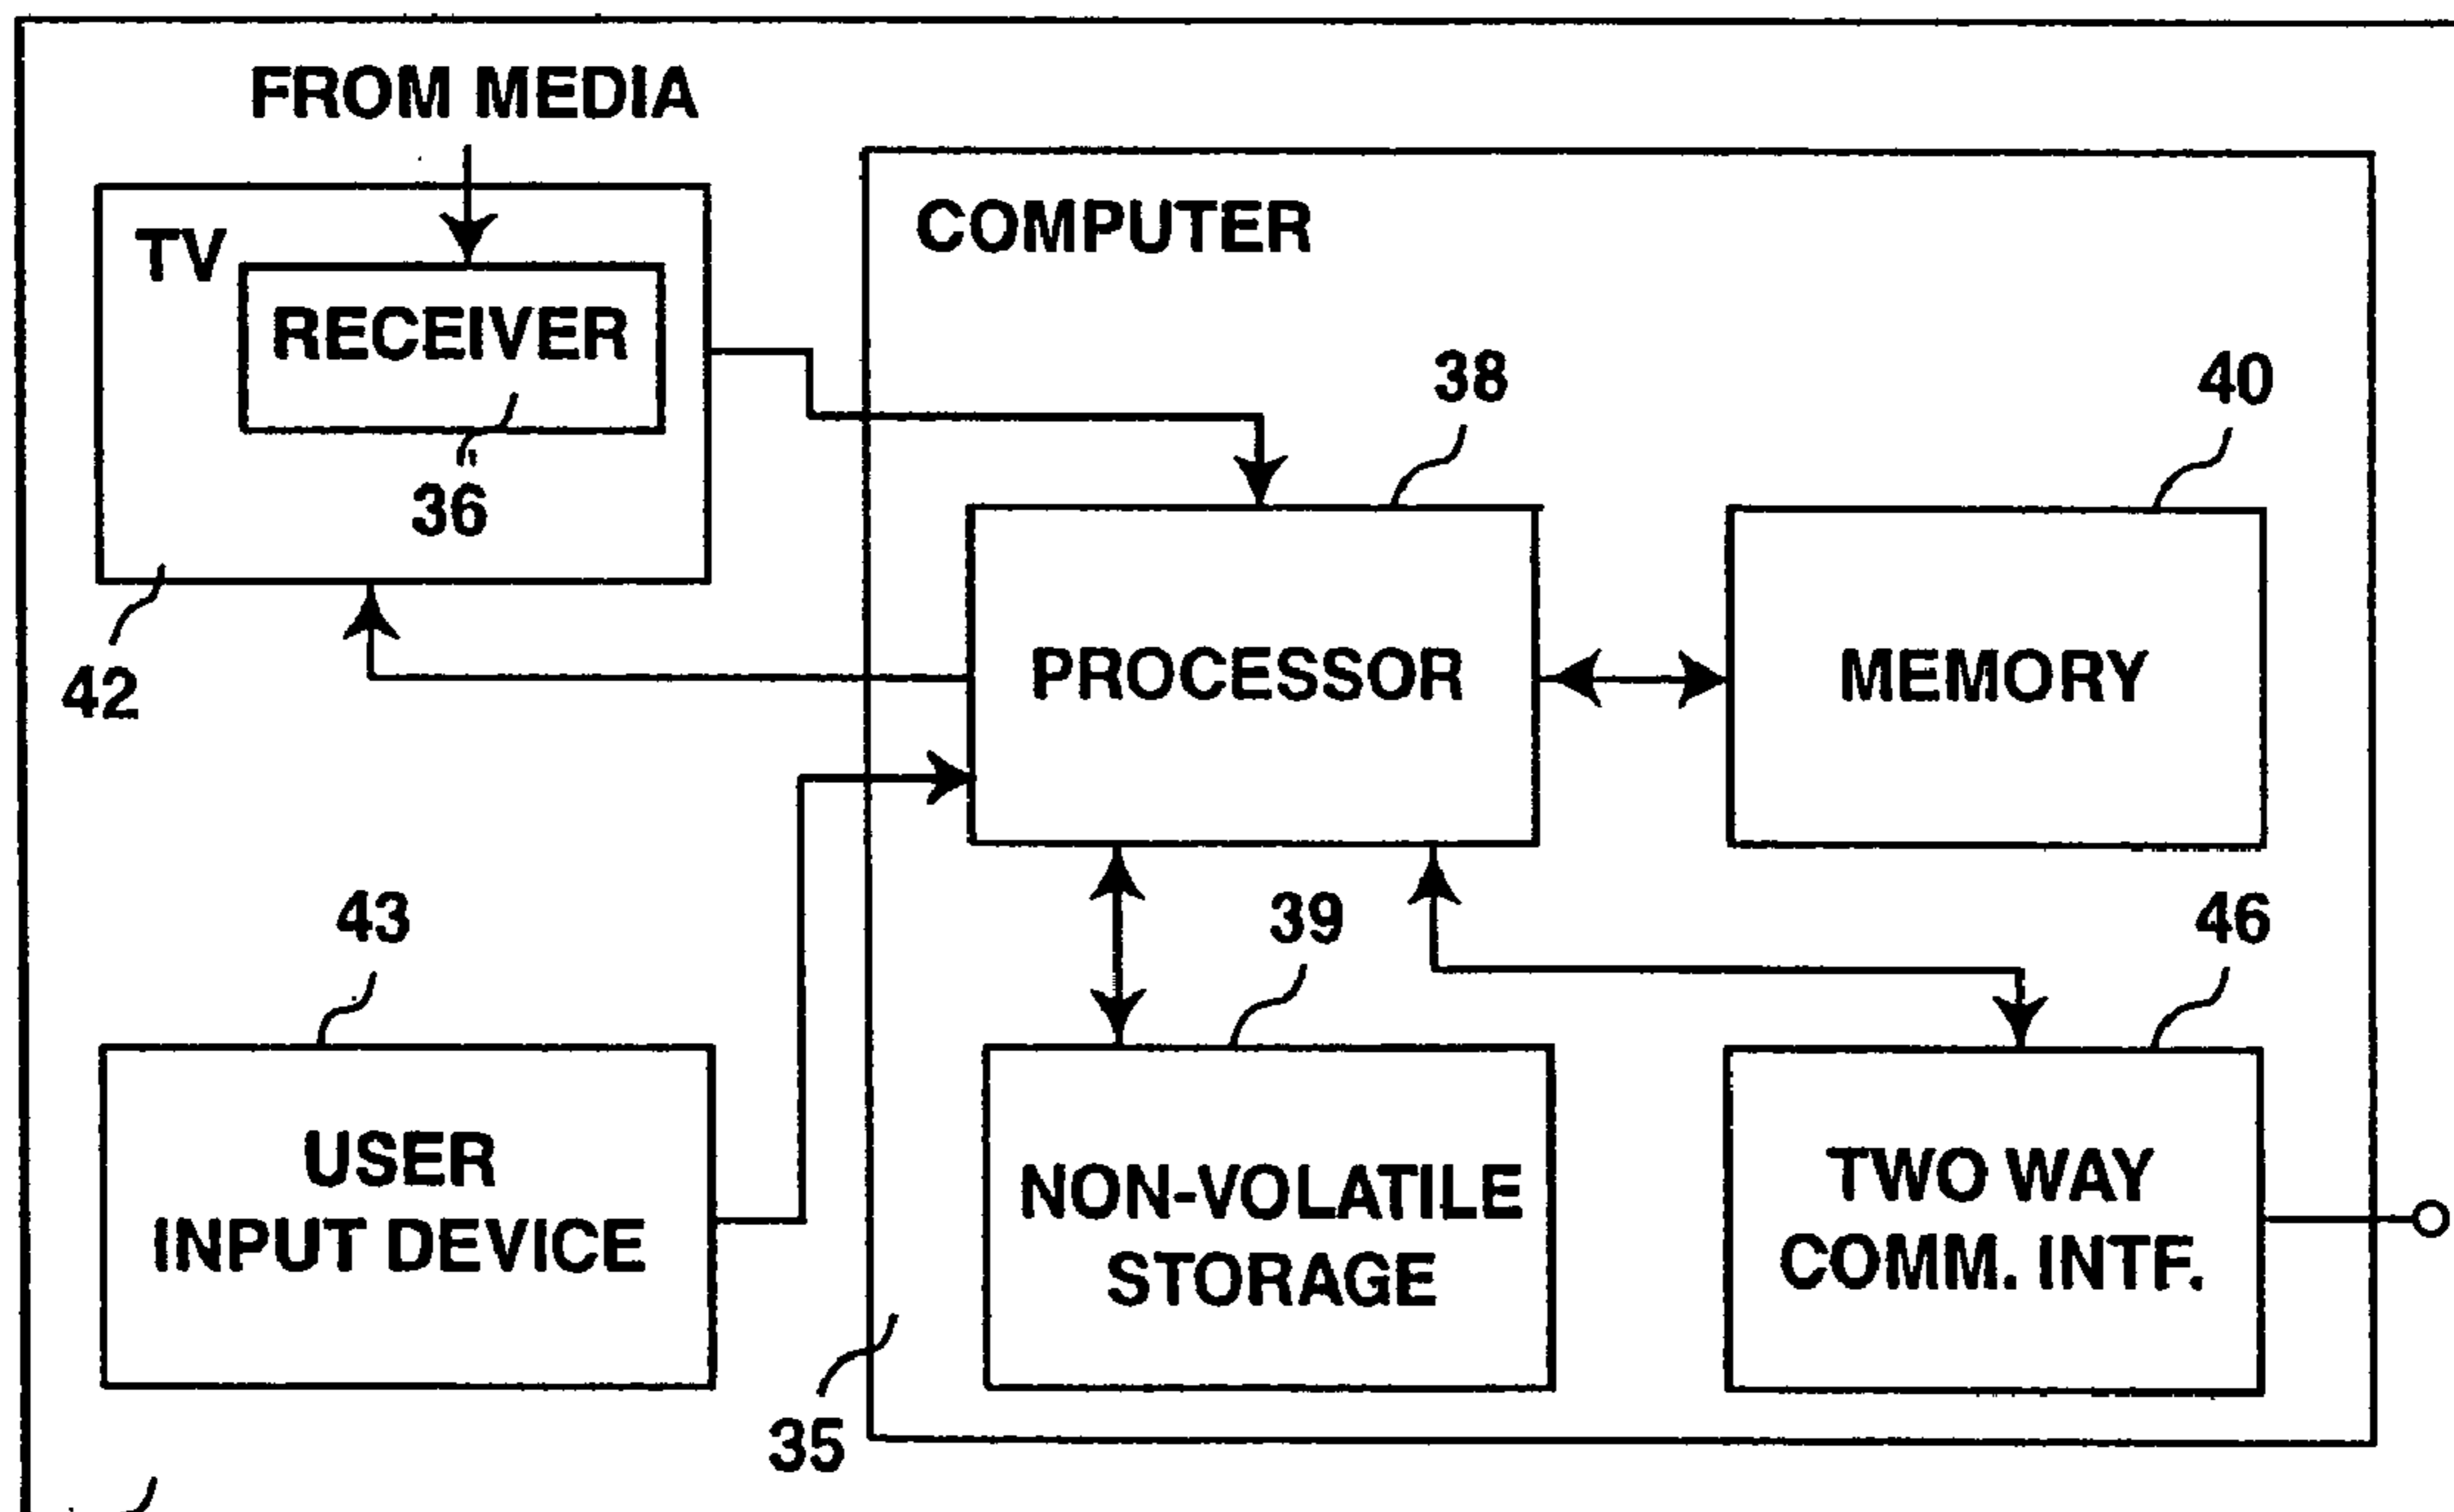 FROM MEDIA
TV
RECEIVER
36
42
COMPUTER
38
40
PROCESSOR
MEMORY
43
39
46
USER
INPUT DEVICE
NON-VOLATILE
STORAGE
TWO WAY
COMM. INTF.
35